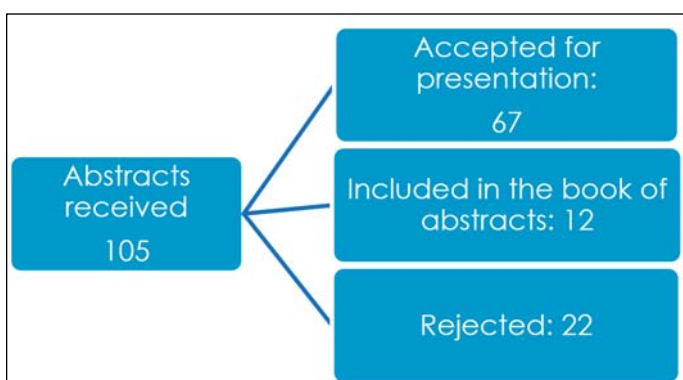 Abstracts
received
105
Accepted for
presentation:
67
Included in the book of
abstracts: 12
Rejected: 22